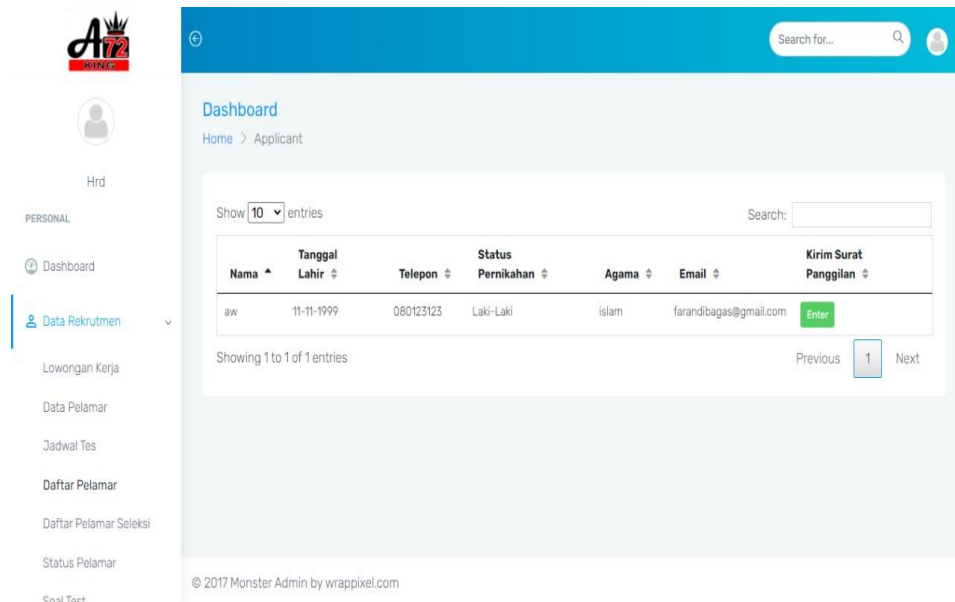 A72
KING
Search for...
Hrd
PERSONAL
Dashboard
Data Rekrutmen
Lowongan Kerja
Data Pelamar
Jadwal Tes
Daftar Pelamar
Daftar Pelamar Seleksi
Status Pelamar
Soal Test
Dashboard
Home > Applicant
Show 10 entries
Search:
Nama Tanggal Lahir Telepon Status Pernikahan Agama Email Kirim Surat Panggilan
aw 11-11-1999 080123123 Laki-Laki islam farandibagas@gmail.com Enter
Showing 1 to 1 of 1 entries
Previous 1 Next
© 2017 Monster Admin by wrappixel.com